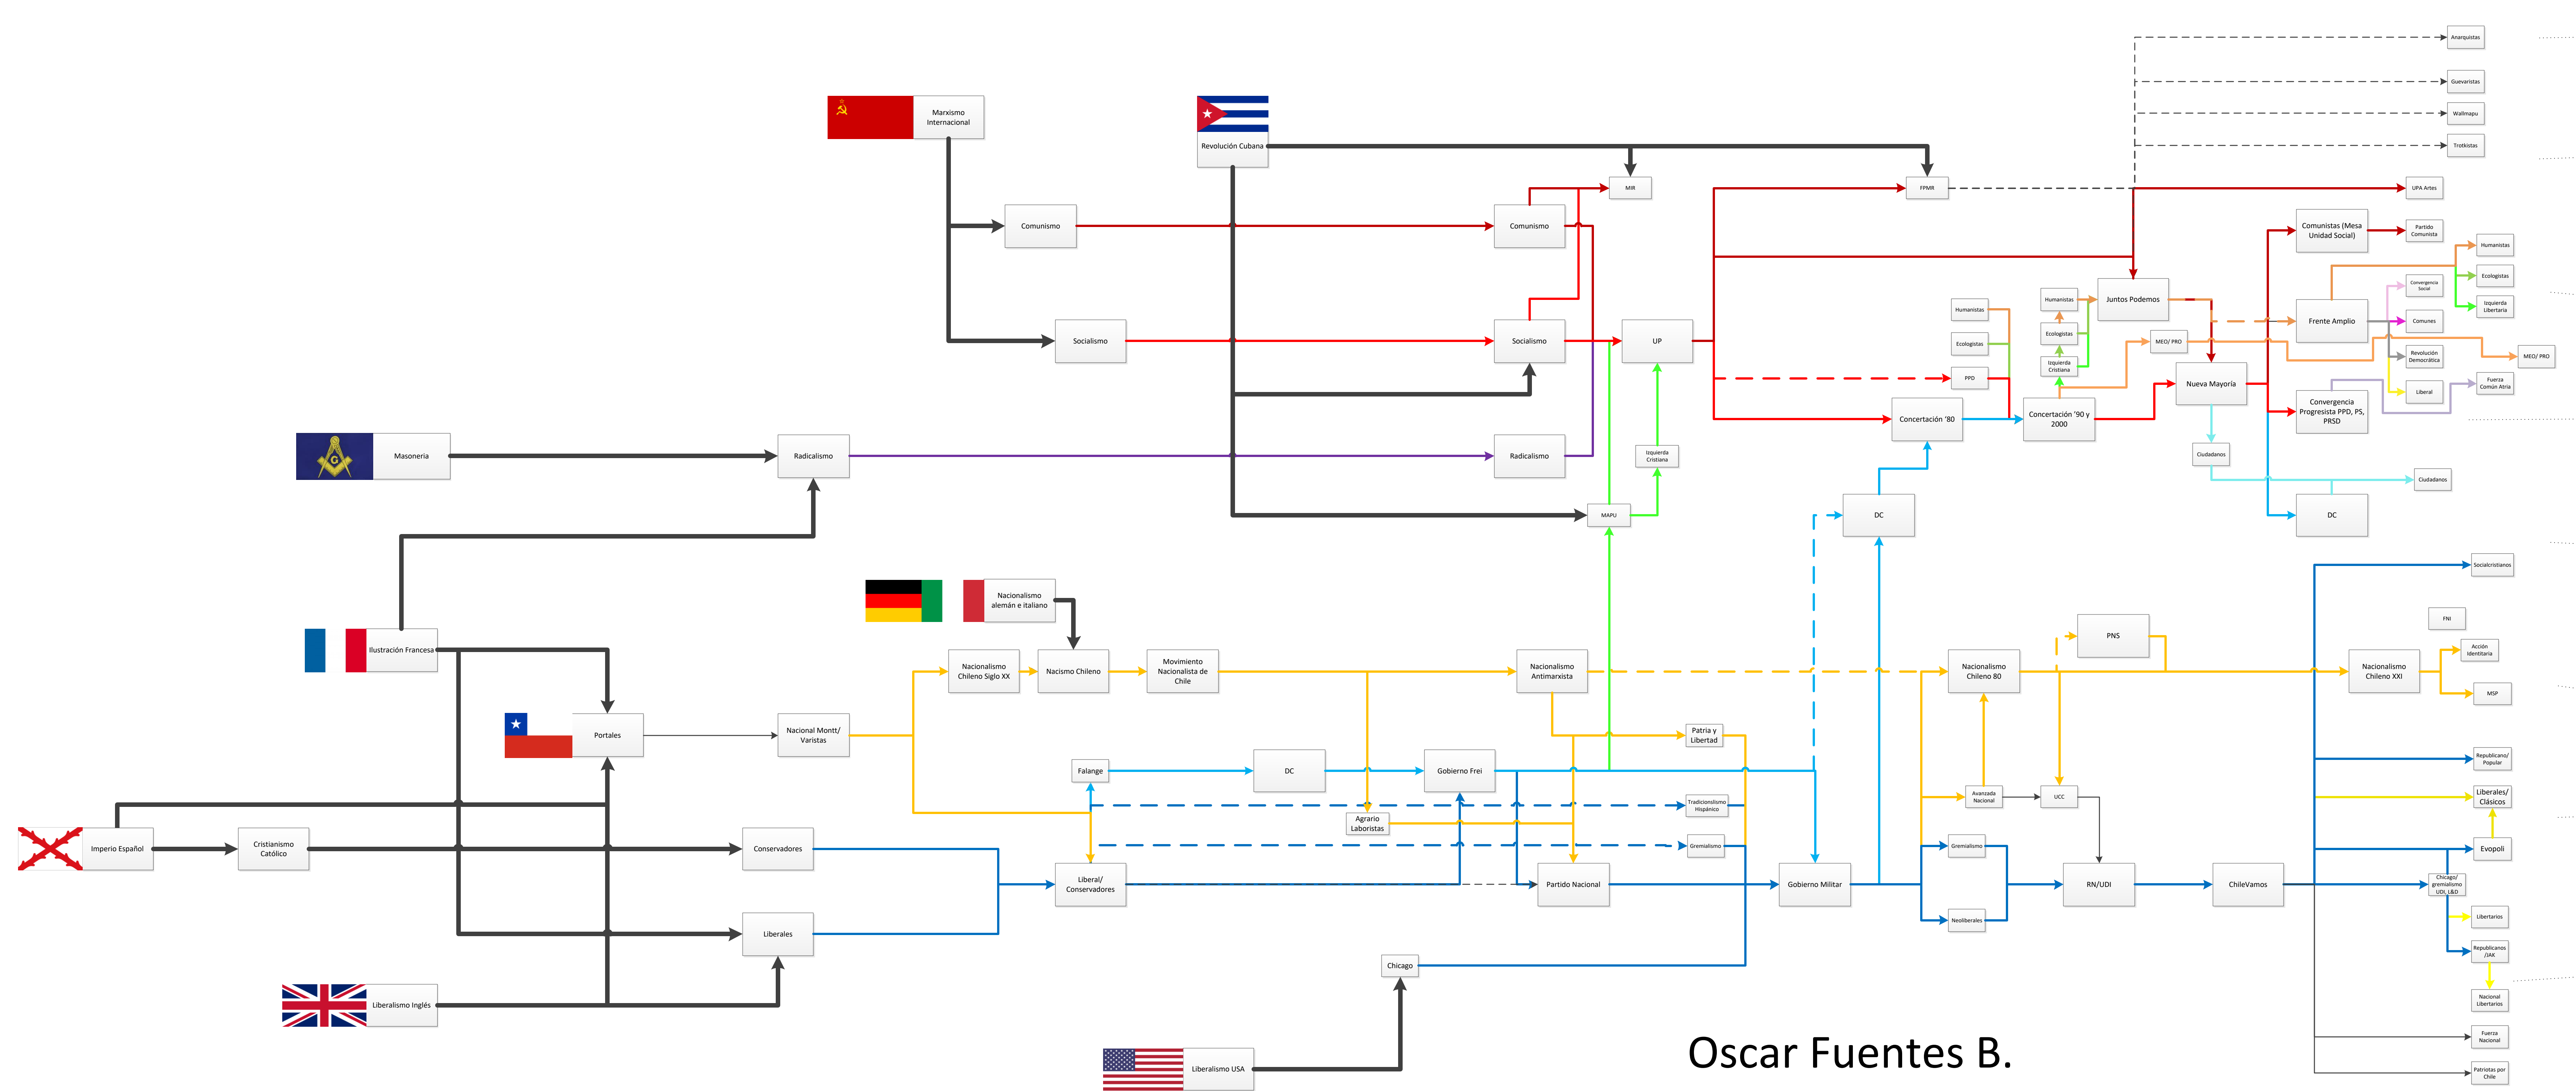 Anarquistas
Guevaristas
Wallmapu
Trotkistas
Marxismo
Internacional
Revolución Cubana
MIR
FPMR
UPA Artes
Comunismo
Comunismo
Comunistas (Mesa
Unidad Social)
Partido
Comunista
Humanistas
Ecologistas
Izquierda
Libertaria
Convergencia
Social
Juntos Podemos
Humanistas
Humanistas
Ecologistas
Ecologistas
Izquierda
Cristiana
Frente Amplio
Comunes
Socialismo
Socialismo
UP
MEO/ PRO
Revolución
Democrática
MEO/ PRO
PPD
Nueva Mayoría
Fuerza
Común Atria
Liberal
Concertación '80
Concertación '90 y
2000
Convergencia
Progresista PPD, PS,
PRSD
Masoneria
G
Radicalismo
Radicalismo
Izquierda
Cristiana
Ciudadanos
Ciudadanos
MAPU
DC
DC
Socialcristianos
Nacionalismo
alemán e italiano
Ilustración Francesa
FNI
PNS
Acción
Identitaria
Nacionalismo
Chileno Siglo XX
Nacismo Chileno
Movimiento
Nacionalista de
Chile
Nacionalismo
Antimarxista
Nacionalismo
Chileno 80
Nacionalismo
Chileno XXI
MSP
Portales
Nacional Montt/
Varistas
Patria y
Libertad
Falange
DC
Gobierno Frei
Republicano/
Popular
Tradicionslismo
Hispánico
Avanzada
Nacional
UCC
Liberales/
Clásicos
Agrario
Laboristas
Imperio Español
Cristianismo
Católico
Conservadores
Gremialismo
Gremialismo
Evopoli
Liberal/
Conservadores
Partido Nacional
Gobierno Militar
RN/UDI
ChileVamos
Chicago/
gremialismo
UDI, L&D
Liberales
Neoliberales
Libertarios
Republicanos
/JAK
Chicago
Liberalismo Inglés
Nacional
Libertarios
Fuerza
Nacional
Oscar Fuentes B.
Liberalismo USA
Patriotas por
Chile